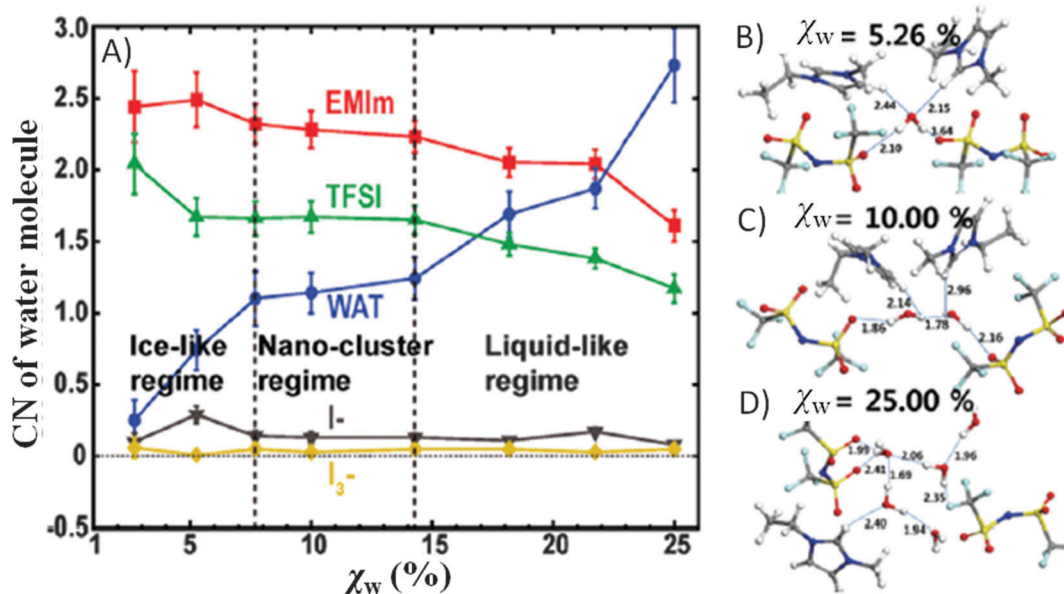 A)
CN of water molecule
3.0
2.5
2.0
1.5
1.0
0.5
0
-0.5
EMIm
TFSI
WAT
Ice-like
regime
Nano-cluster
regime
Liquid-like
regime
I-
I3-
1 5 10 15 20 25
χw (%)
B) χw = 5.26 %
2.44
2.15
1.64
2.10
C) χw = 10.00 %
2.96
2.14
1.86
1.78
2.16
D) χw = 25.00 %
1.99
2.06
1.96
2.41
1.69
2.35
2.40
1.94